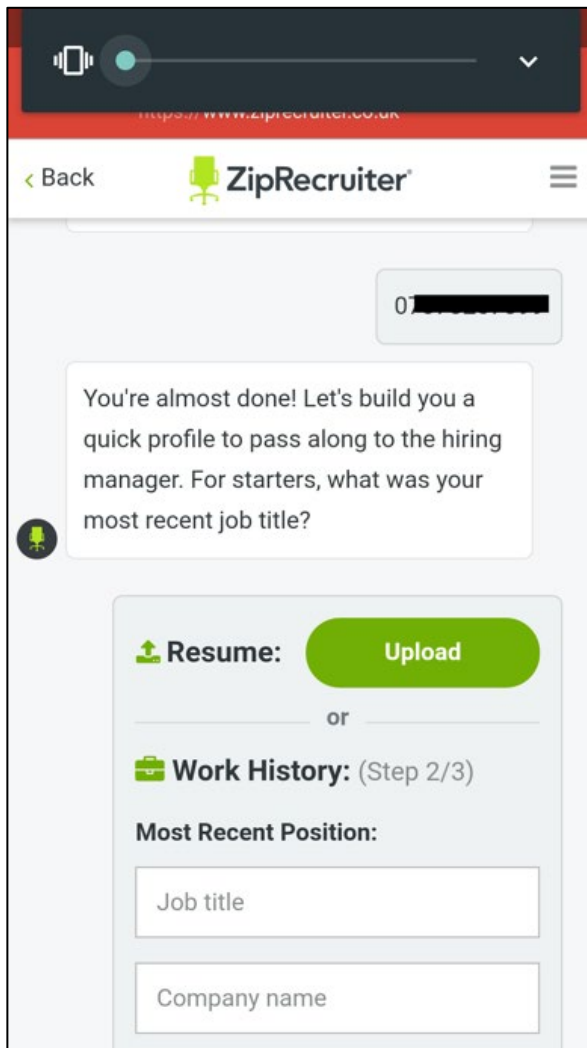 https://www.ziprecruiter.co.uk
Back
ZipRecruiter
You're almost done! Let's build you a
quick profile to pass along to the hiring
manager. For starters, what was your
most recent job title?
Resume:
Upload
or
Work History: (Step 2/3)
Most Recent Position:
Job title
Company name